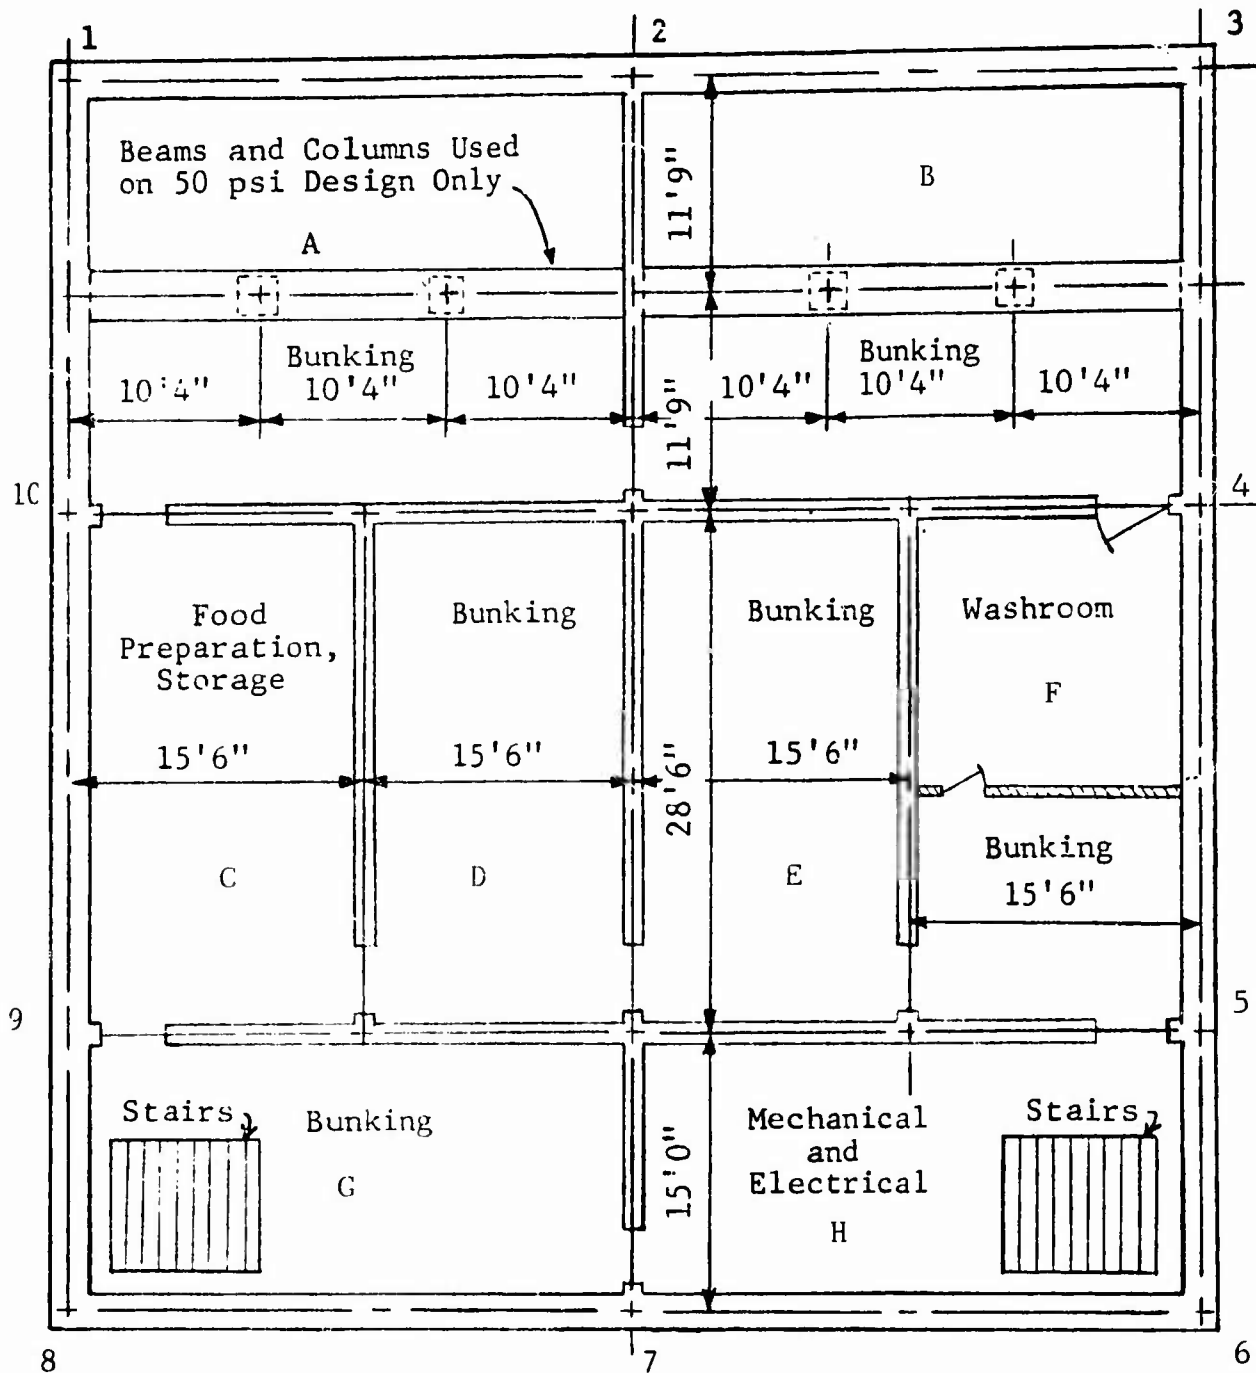 1
2
3
Beams and Columns Used
on 50 psi Design Only
A
B
11'9"
Bunking
10'4"
10'4"
10'4"
Bunking
10'4"
10'4"
10'4"
11'9"
10
4
Food
Preparation,
Storage
Bunking
Bunking
Washroom
F
15'6"
15'6"
28'6"
15'6"
C
D
E
Bunking
15'6"
9
5
Stairs
Bunking
G
15'0"
Mechanical
and
Electrical
H
Stairs
8
7
6